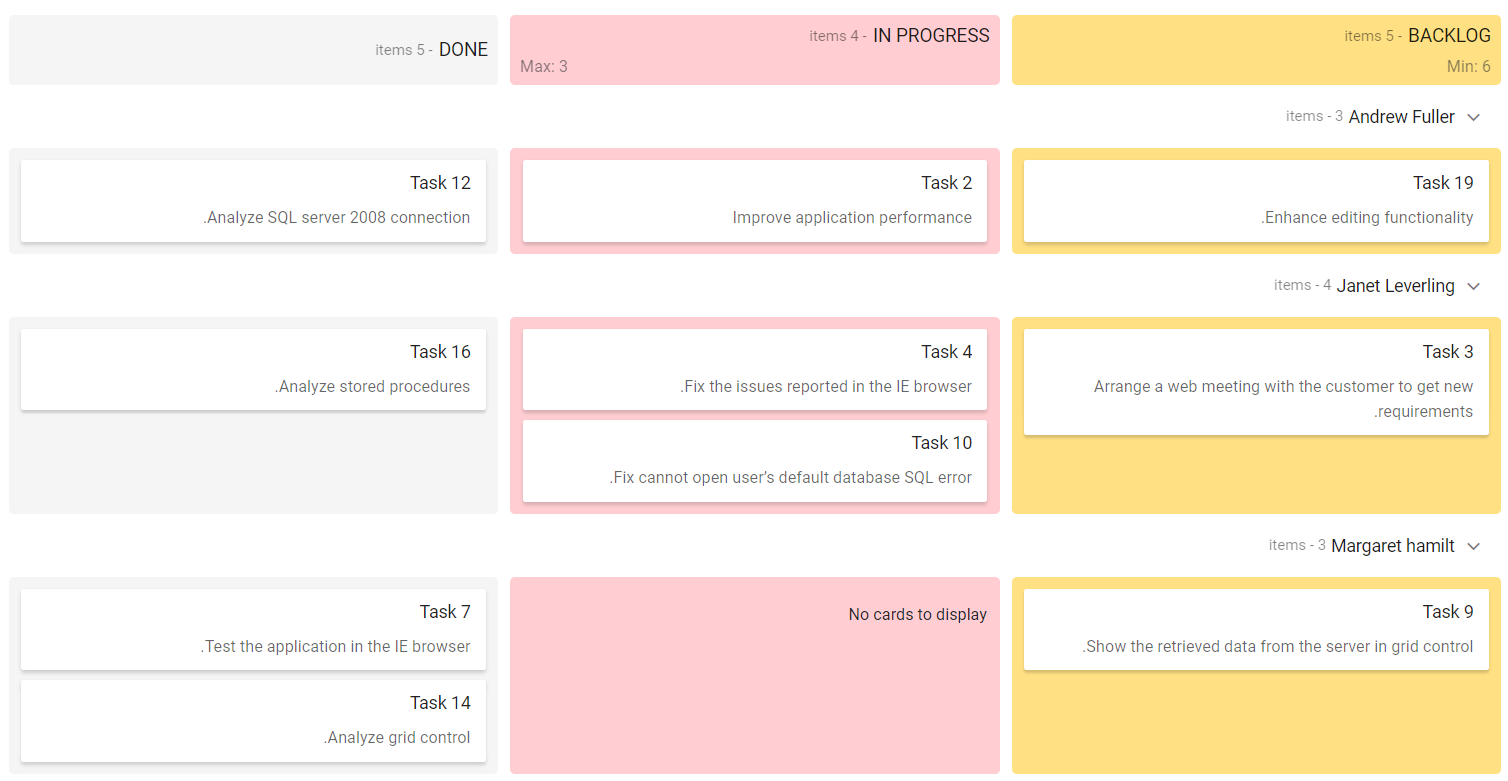 BACKLOG - items 5
Min: 6
IN PROGRESS - items 4
Max: 3
DONE - items 5
Andrew Fuller items - 3
Task 19
.Enhance editing functionality
Task 2
Improve application performance
Task 12
.Analyze SQL server 2008 connection
Janet Leverling items - 4
Task 3
Arrange a web meeting with the customer to get new
.requirements
Task 4
.Fix the issues reported in the IE browser
Task 10
.Fix cannot open user's default database SQL error
Task 16
.Analyze stored procedures
Margaret hamilt items - 3
Task 9
.Show the retrieved data from the server in grid control
No cards to display
Task 7
.Test the application in the IE browser
Task 14
.Analyze grid control